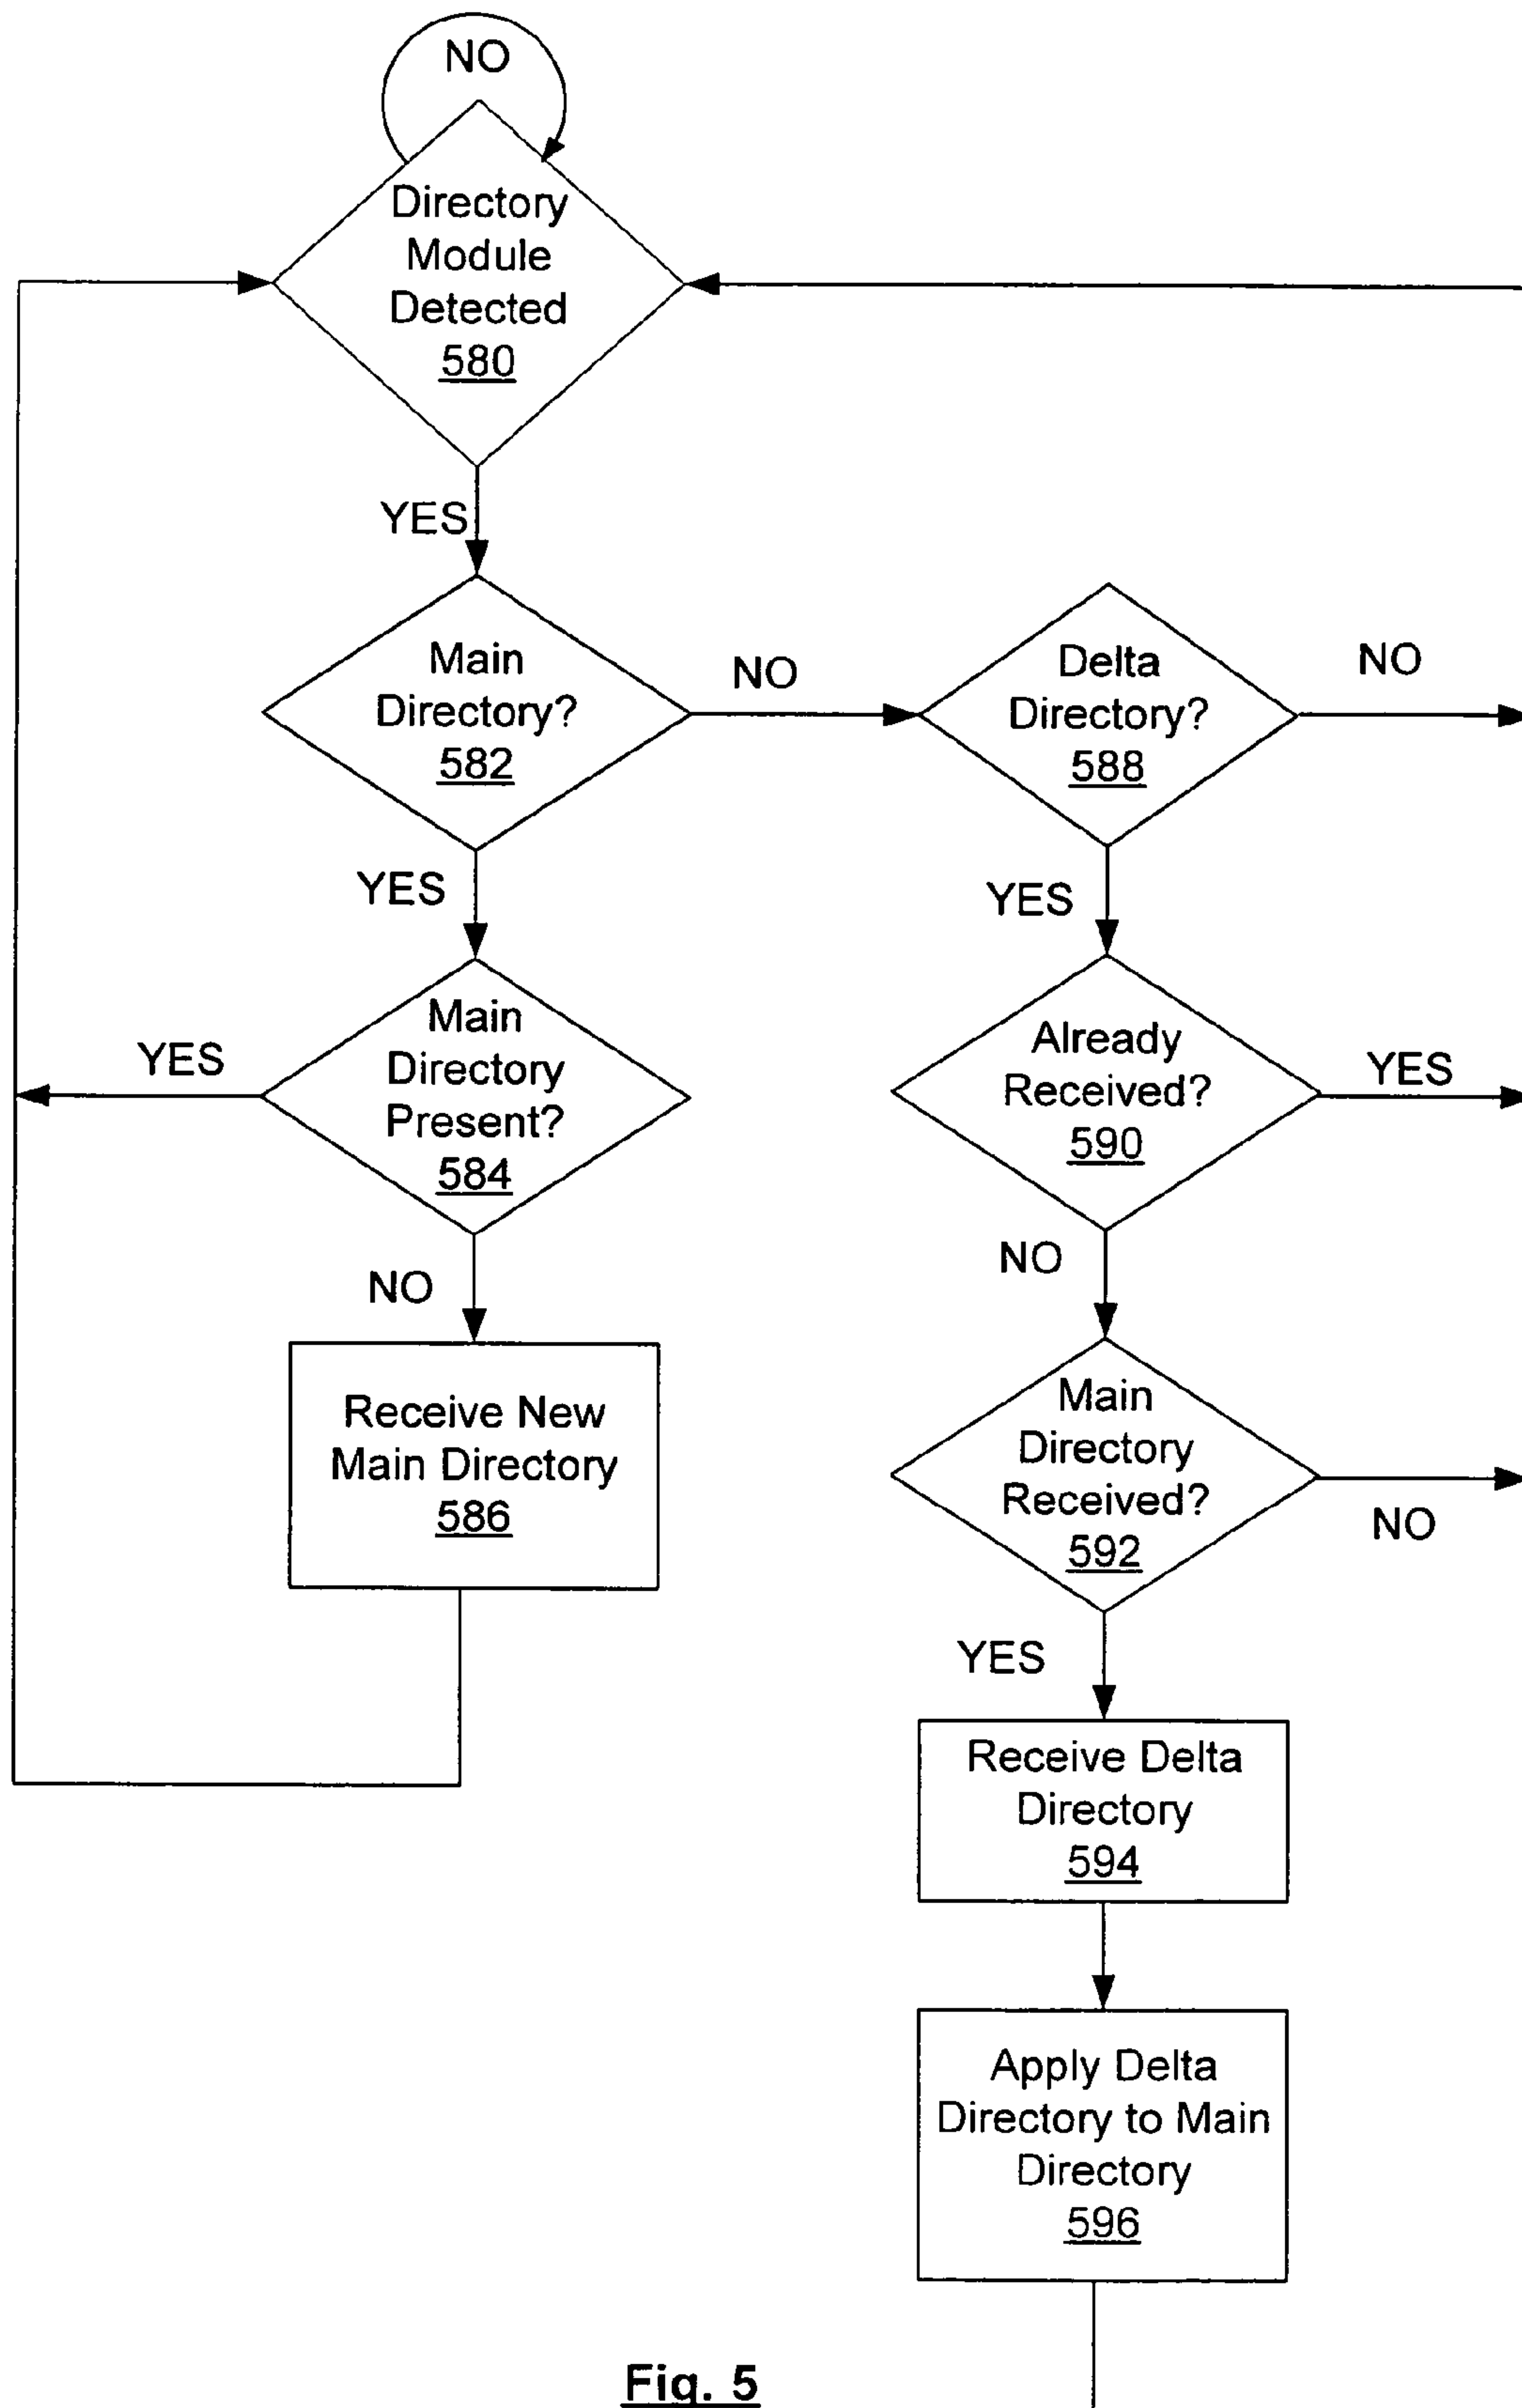 NO
Directory
Module
Detected
580
YES
Main
Directory?
582
NO
Delta
Directory?
588
NO
YES
YES
Main
Directory
Present?
584
YES
Already
Received?
590
YES
NO
NO
Receive New
Main Directory
586
Main
Directory
Received?
592
NO
YES
Receive Delta
Directory
594
Apply Delta
Directory to Main
Directory
596
Fig. 5